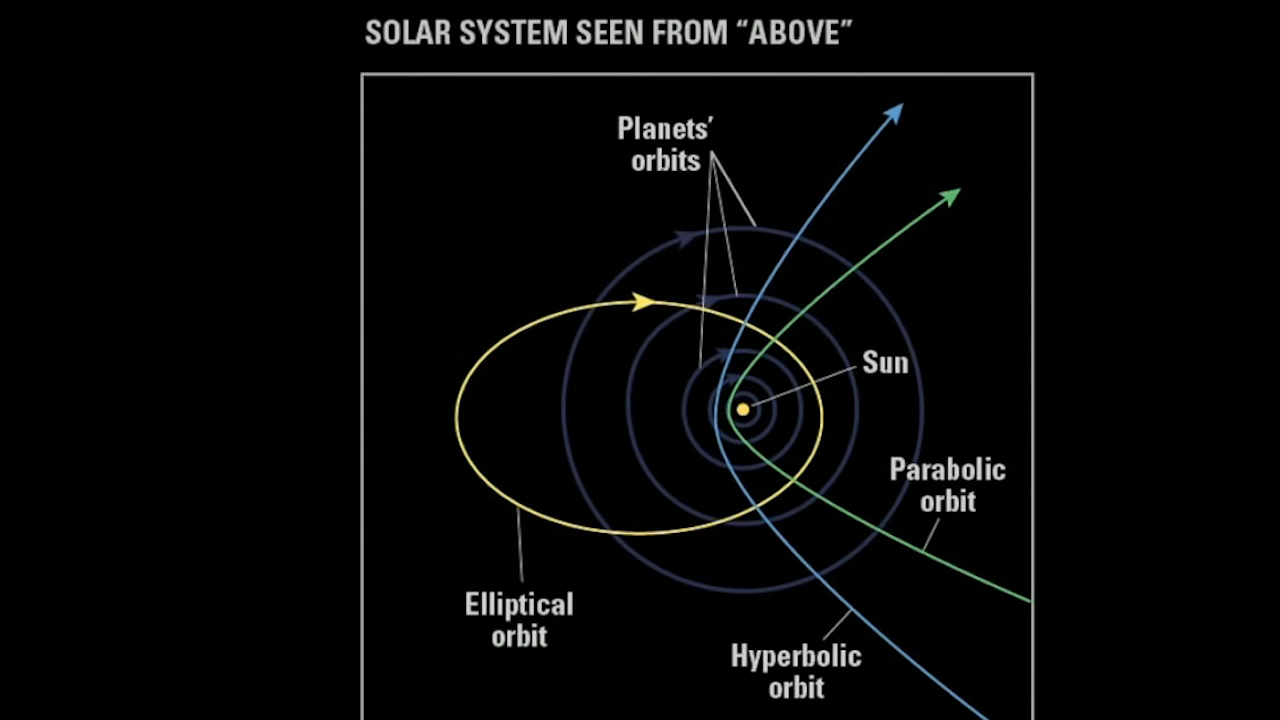 SOLAR SYSTEM SEEN FROM “ABOVE”
Planets’
orbits
Sun
Parabolic
orbit
Elliptical
orbit
Hyperbolic
orbit